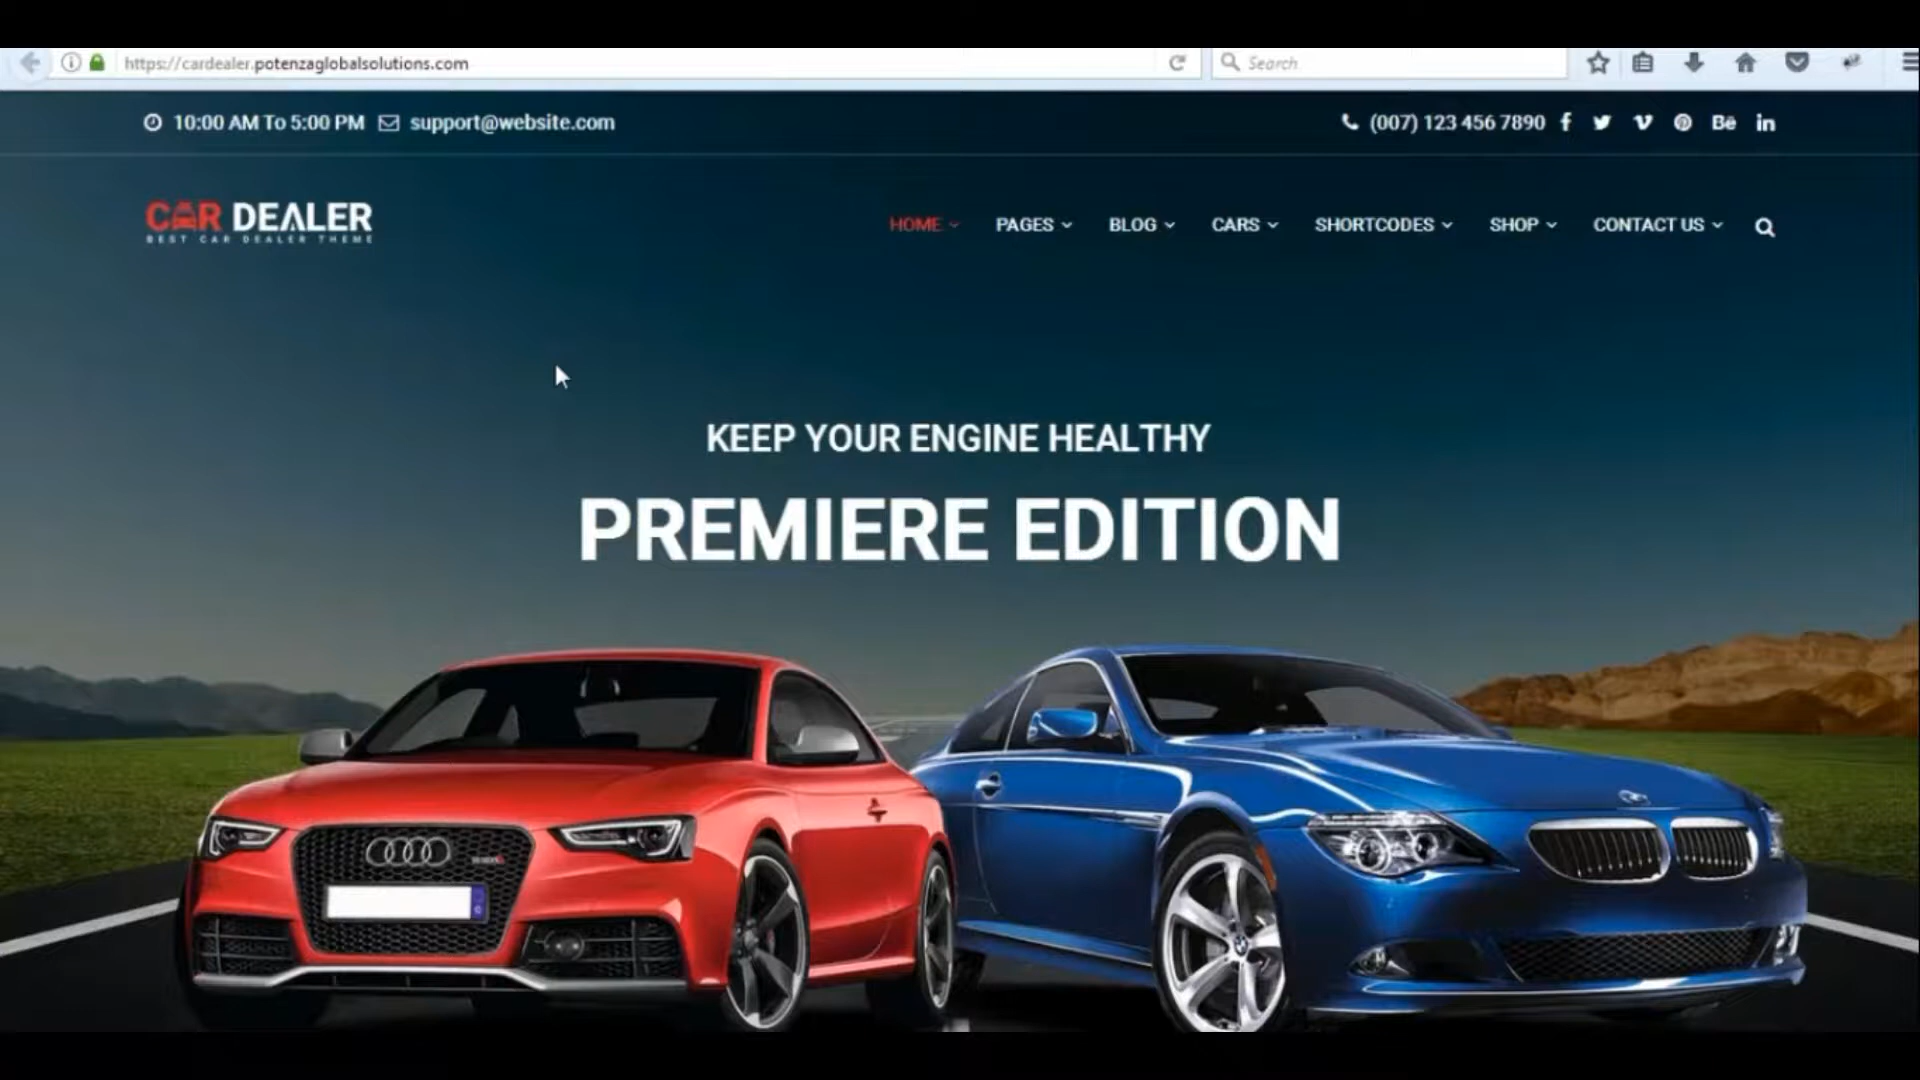 https://cardealer.potenzaglobalsolutions.com
Search
10:00 AM To 5:00 PM support@website.com
(007) 123 456 7890
CAR DEALER
BEST CAR DEALER THEME
HOME PAGES BLOG CARS SHORTCODES SHOP CONTACT US
KEEP YOUR ENGINE HEALTHY
PREMIERE EDITION